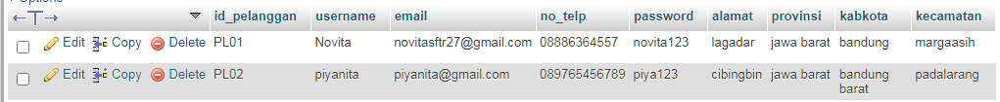 Options
id_pelanggan username email no_telp password alamat provinsi kabkota kecamatan
Edit Copy Delete PL01 Novita novitasftr27@gmail.com 08886364557 novita123 lagadar jawa barat bandung margaasih
Edit Copy Delete PL02 piyanita piyanita@gmail.com 089765456789 piya123 cibingbin jawa barat bandung barat padalarang